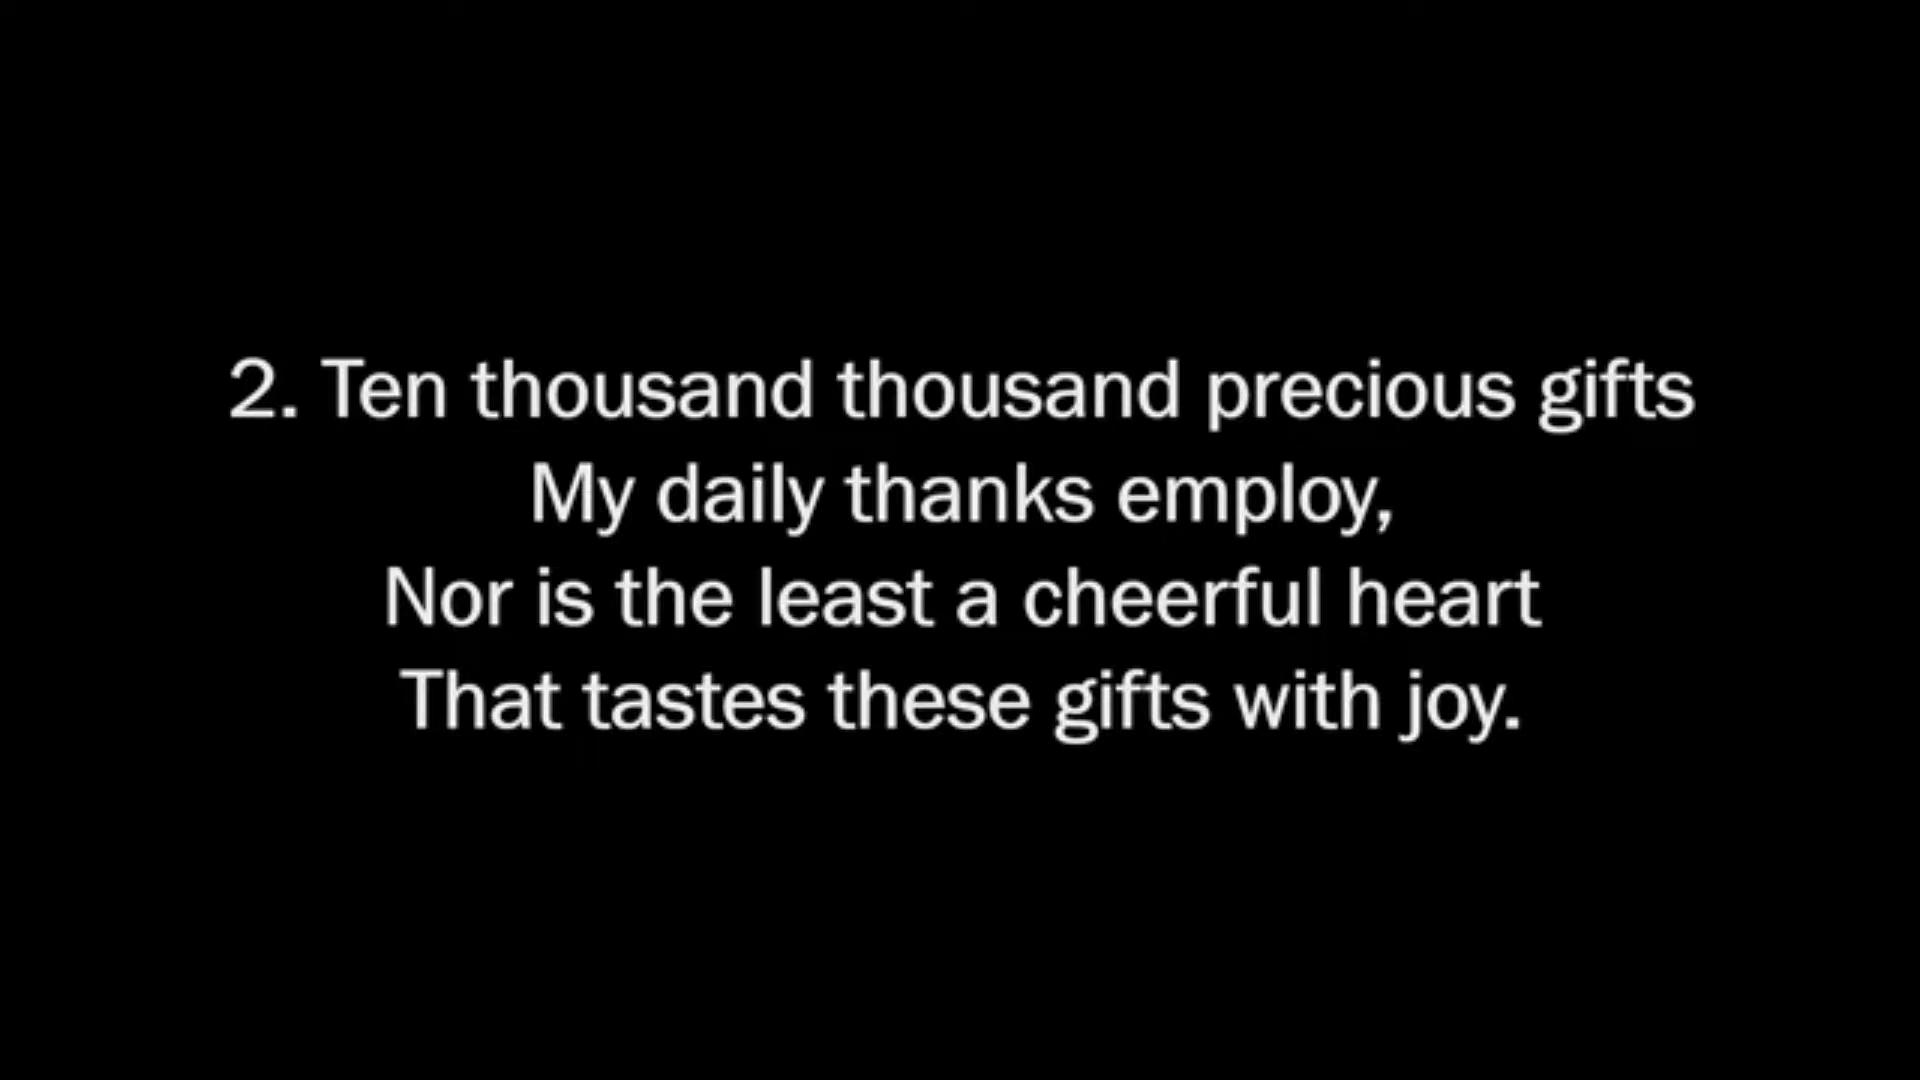 2. Ten thousand thousand precious gifts
My daily thanks employ,
Nor is the least a cheerful heart
That tastes these gifts with joy.